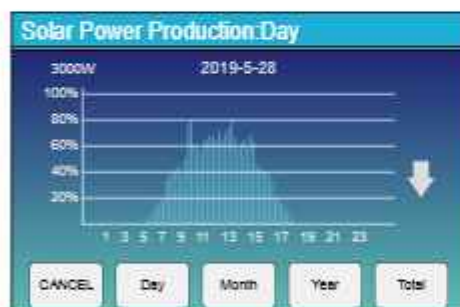 Solar Power Production:Day
3000W 2019-5-28
100%
80%
60%
40%
20%
1 3 5 7 9 11 13 15 17 19 21 23
CANCEL Day Month Year Total